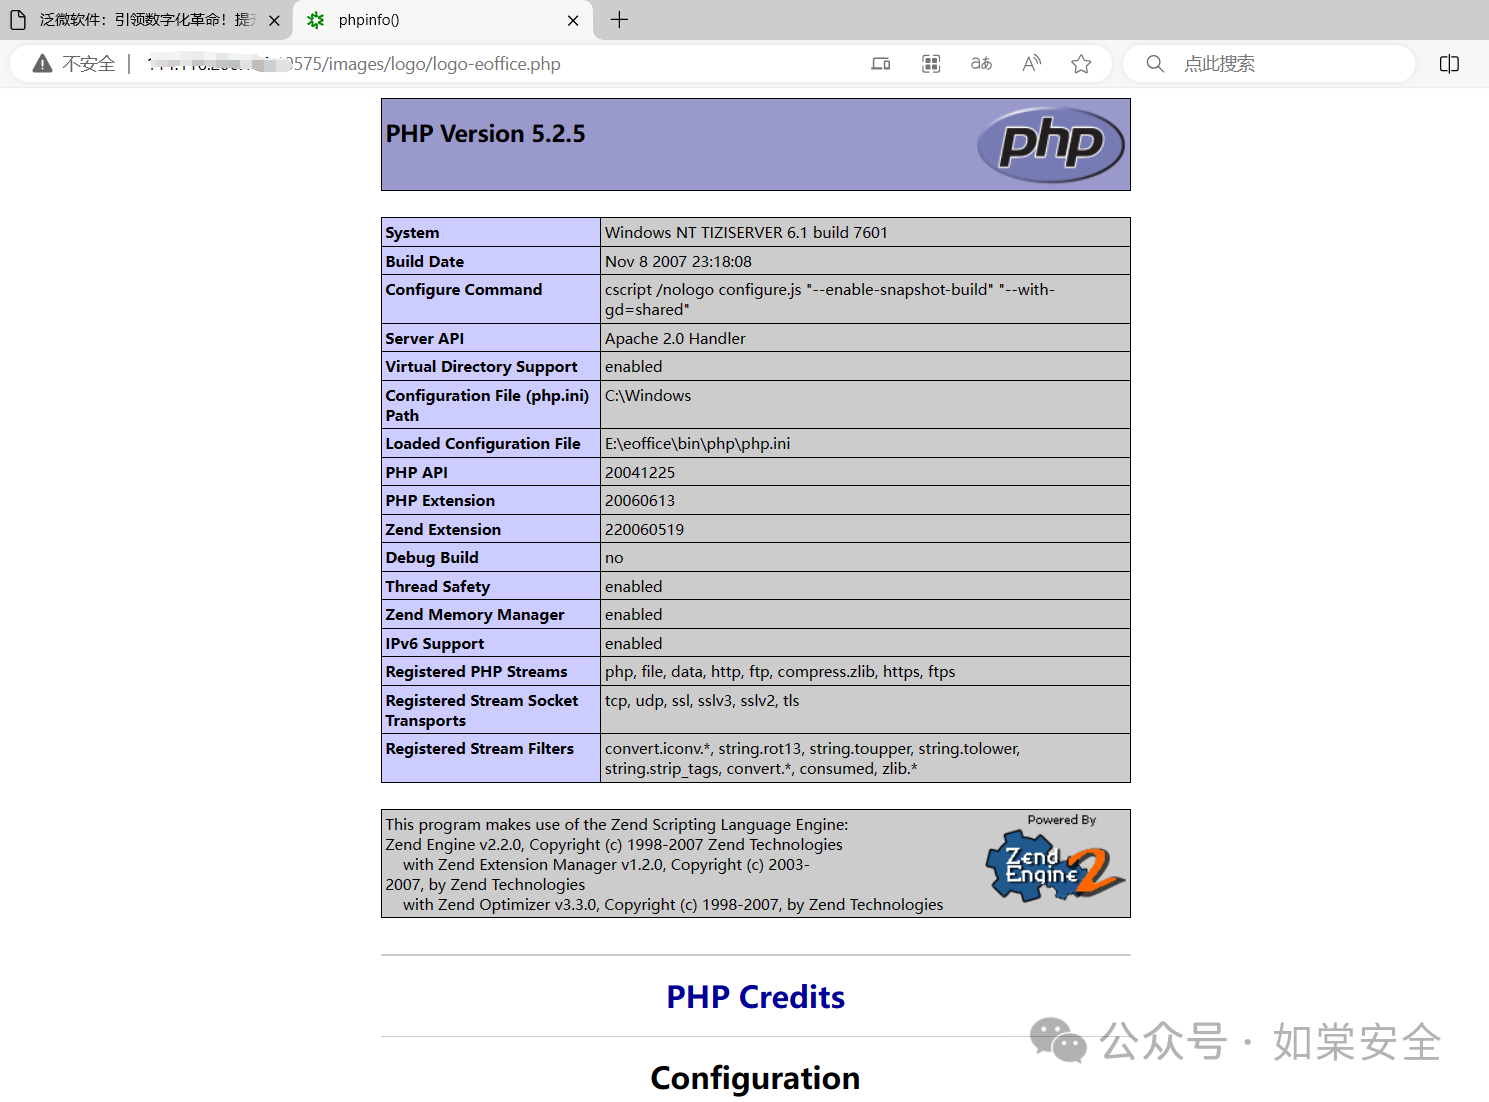 泛微软件：引领数字化革命！提升
phpinfo()
不安全
0575/images/logo/logo-eoffice.php
点此搜索
PHP Version 5.2.5
php
System Windows NT TIZISERVER 6.1 build 7601
Build Date Nov 8 2007 23:18:08
Configure Command cscript /nologo configure.js "--enable-snapshot-build" "--with-
gd=shared"
Server API Apache 2.0 Handler
Virtual Directory Support enabled
Configuration File (php.ini) C:\Windows
Path
Loaded Configuration File E:\eoffice\bin\php\php.ini
PHP API 20041225
PHP Extension 20060613
Zend Extension 220060519
Debug Build no
Thread Safety enabled
Zend Memory Manager enabled
IPv6 Support enabled
Registered PHP Streams php, file, data, http, ftp, compress.zlib, https, ftps
Registered Stream Socket tcp, udp, ssl, sslv3, sslv2, tls
Transports
Registered Stream Filters convert.iconv.*, string.rot13, string.toupper, string.tolower,
string.strip_tags, convert.*, consumed, zlib.*
This program makes use of the Zend Scripting Language Engine:
Zend Engine v2.2.0, Copyright (c) 1998-2007 Zend Technologies
with Zend Extension Manager v1.2.0, Copyright (c) 2003-
2007, by Zend Technologies
with Zend Optimizer v3.3.0, Copyright (c) 1998-2007, by Zend Technologies
Powered By
Zend
Engine 2
PHP Credits
公众号 · 如棠安全
Configuration